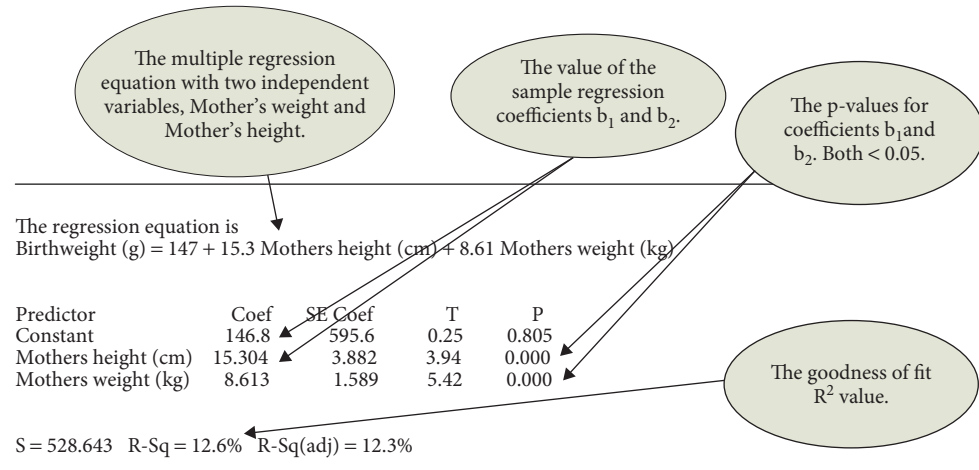 The multiple regression
equation with two independent
variables, Mother's weight and
Mother's height.
The value of the
sample regression
coefficients b₁ and b₂.
The p-values for
coefficients b₁and
b₂. Both < 0.05.
The regression equation is
Birthweight (g) = 147 + 15.3 Mothers height (cm) + 8.61 Mothers weight (kg)
Predictor Coef SE Coef T P
Constant 146.8 595.6 0.25 0.805
Mothers height (cm) 15.304 3.882 3.94 0.000
Mothers weight (kg) 8.613 1.589 5.42 0.000
The goodness of fit
R² value.
S = 528.643 R-Sq = 12.6% R-Sq(adj) = 12.3%